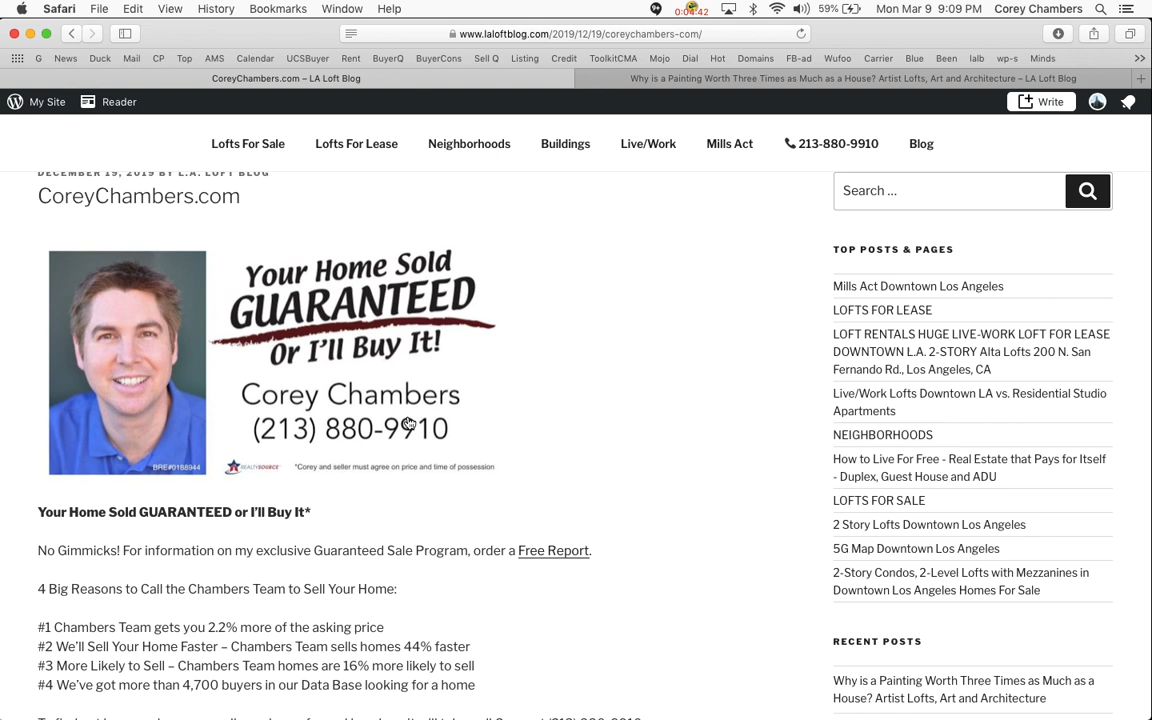 Safari File Edit View History Bookmarks Window Help 0:04:42 59% Mon Mar 9 9:09 PM Corey Chambers
www.laloftblog.com/2019/12/19/coreychambers-com/
G News Duck Mail CP Top AMS Calendar UCSBuyer Rent BuyerQ BuyerCons Sell Q Listing Credit ToolkitCMA Mojo Dial Hot Domains FB-ad Wufoo Carrier Blue Been lalb wp-s Minds
CoreyChambers.com – LA Loft Blog
Why is a Painting Worth Three Times as Much as a House? Artist Lofts, Art and Architecture – LA Loft Blog
My Site Reader Write
Lofts For Sale Lofts For Lease Neighborhoods Buildings Live/Work Mills Act 213-880-9910 Blog
DECEMBER 19, 2019 BY L.A. LOFT BLOG
CoreyChambers.com
Your Home Sold
GUARANTEED
Or I'll Buy It!
Corey Chambers
(213) 880-9910
BRE#0168944
REALTYSOURCE
*Corey and seller must agree on price and time of possession
Your Home Sold GUARANTEED or I'll Buy It*
No Gimmicks! For information on my exclusive Guaranteed Sale Program, order a Free Report.
4 Big Reasons to Call the Chambers Team to Sell Your Home:
#1 Chambers Team gets you 2.2% more of the asking price
#2 We'll Sell Your Home Faster – Chambers Team sells homes 44% faster
#3 More Likely to Sell – Chambers Team homes are 16% more likely to sell
#4 We've got more than 4,700 buyers in our Data Base looking for a home
Search …
TOP POSTS & PAGES
Mills Act Downtown Los Angeles
LOFTS FOR LEASE
LOFT RENTALS HUGE LIVE-WORK LOFT FOR LEASE
DOWNTOWN L.A. 2-STORY Alta Lofts 200 N. San
Fernando Rd., Los Angeles, CA
Live/Work Lofts Downtown LA vs. Residential Studio
Apartments
NEIGHBORHOODS
How to Live For Free - Real Estate that Pays for Itself
- Duplex, Guest House and ADU
LOFTS FOR SALE
2 Story Lofts Downtown Los Angeles
5G Map Downtown Los Angeles
2-Story Condos, 2-Level Lofts with Mezzanines in
Downtown Los Angeles Homes For Sale
RECENT POSTS
Why is a Painting Worth Three Times as Much as a
House? Artist Lofts, Art and Architecture